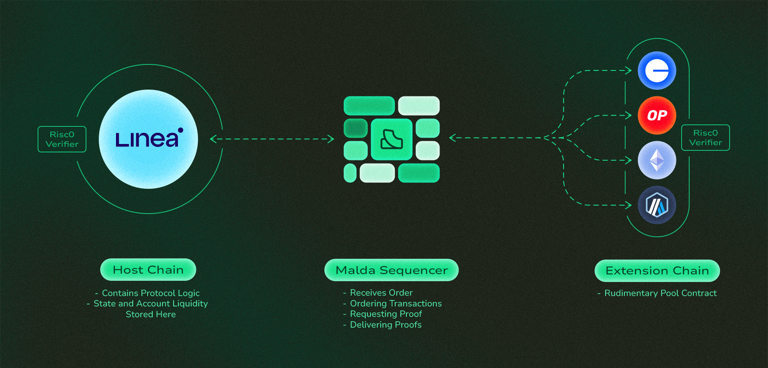 Risc0
Verifier
Linea
OP
Risc0
Verifier
Host Chain
- Contains Protocol Logic
- State and Account Liquidity
Stored Here
Malda Sequencer
- Receives Order
- Ordering Transactions
- Requesting Proof
- Delivering Proofs
Extension Chain
- Rudimentary Pool Contract